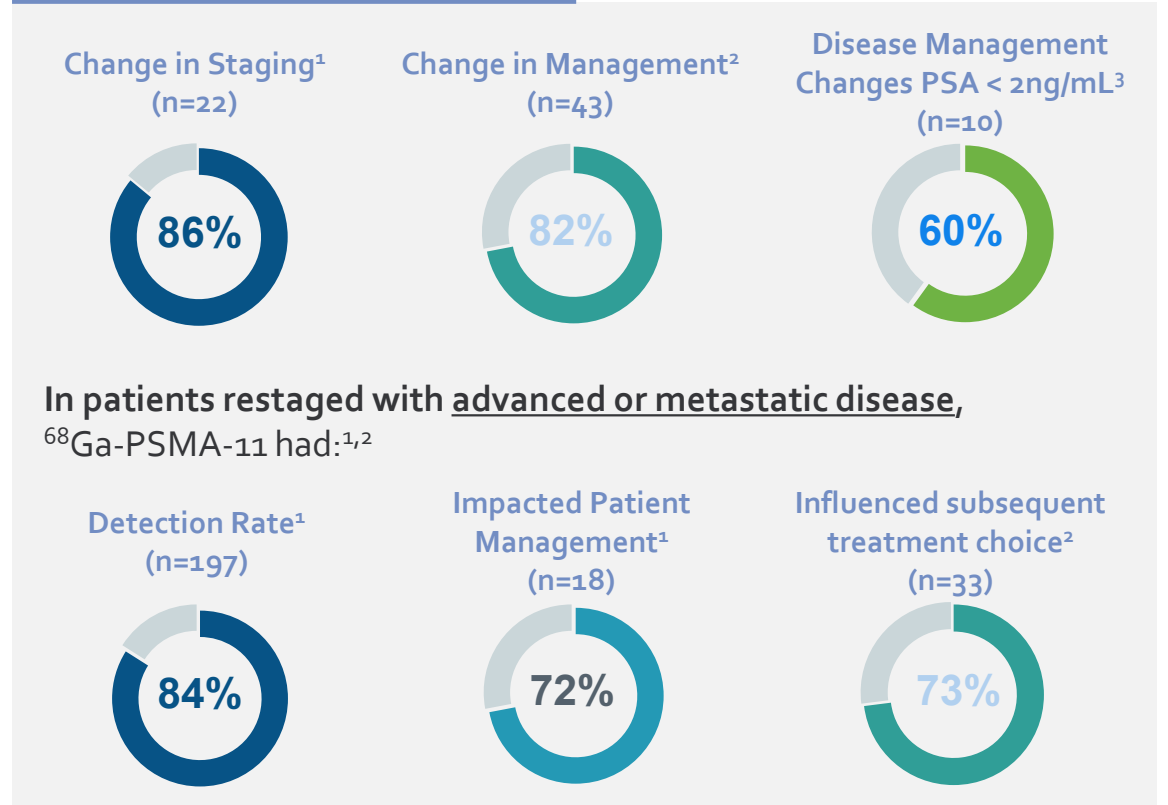 Change in Staging¹
(n=22)
86%
Change in Management²
(n=43)
82%
Disease Management
Changes PSA < 2ng/mL³
(n=10)
60%
In patients restaged with advanced or metastatic disease,
⁶⁸Ga-PSMA-11 had:¹,²
Detection Rate¹
(n=197)
84%
Impacted Patient
Management¹
(n=18)
72%
Influenced subsequent
treatment choice²
(n=33)
73%